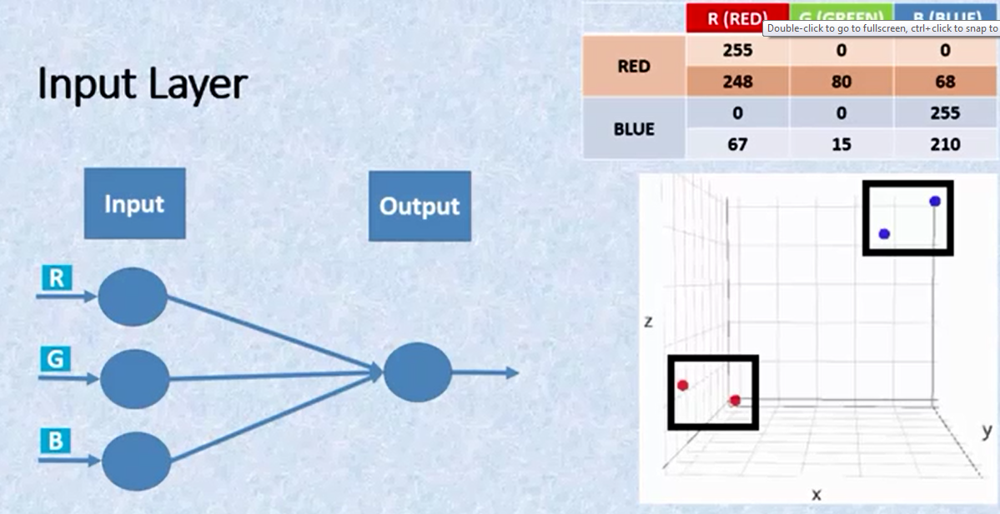 Input Layer
R (RED) G (GREEN) B (BLUE)
Double-click to go to fullscreen, ctrl+click to snap to
RED
255 0 0
248 80 68
BLUE
0 0 255
67 15 210
Input
Output
R
G
B
z
y
x